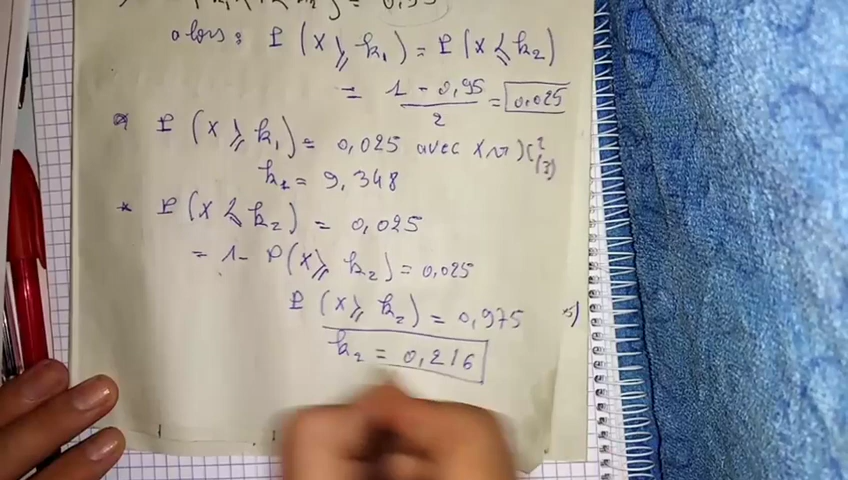 alors : P (X ⩾ k₁) = P (X ⩽ k₂)
= (1 - 0,95)/2 = 0,025
P (X ⩾ k₁) = 0,025 avec X ~ χ²(3)
k₁ = 9,348
* P (X ⩽ k₂) = 0,025
= 1 - P(X ⩾ k₂) = 0,025
P (X ⩾ k₂) = 0,975
k₂ = 0,216